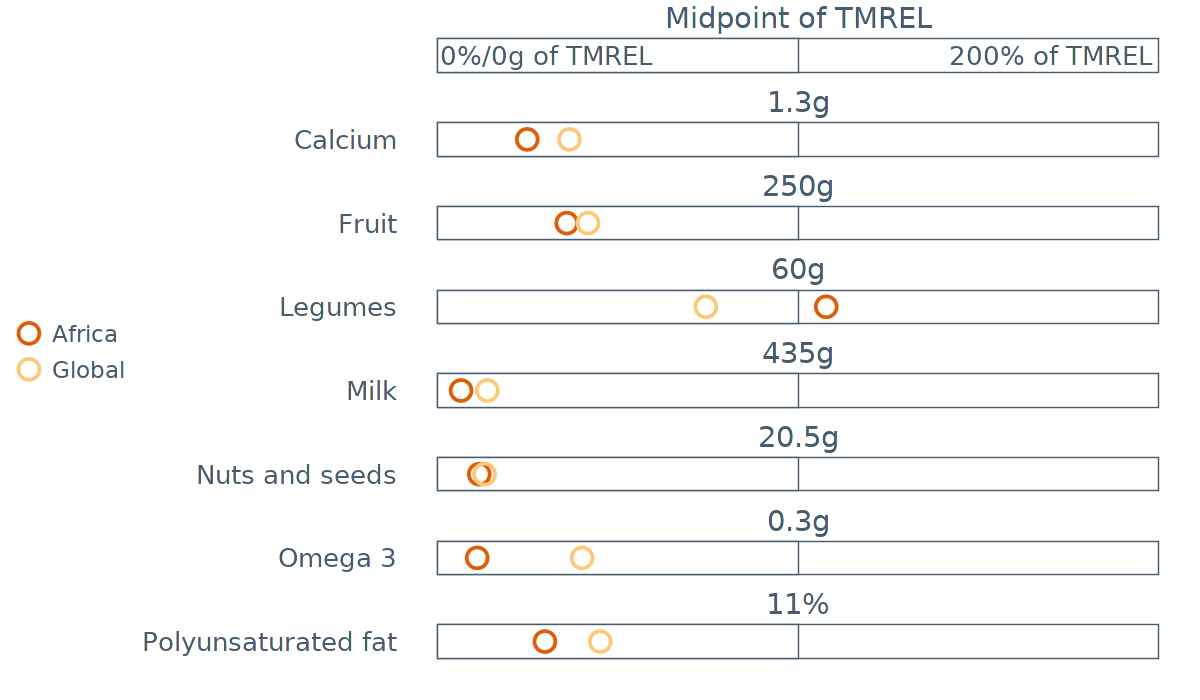 Midpoint of TMREL
0%/0g of TMREL
200% of TMREL
1.3g
Calcium
250g
Fruit
60g
Legumes
Africa
Global
435g
Milk
20.5g
Nuts and seeds
0.3g
Omega 3
11%
Polyunsaturated fat